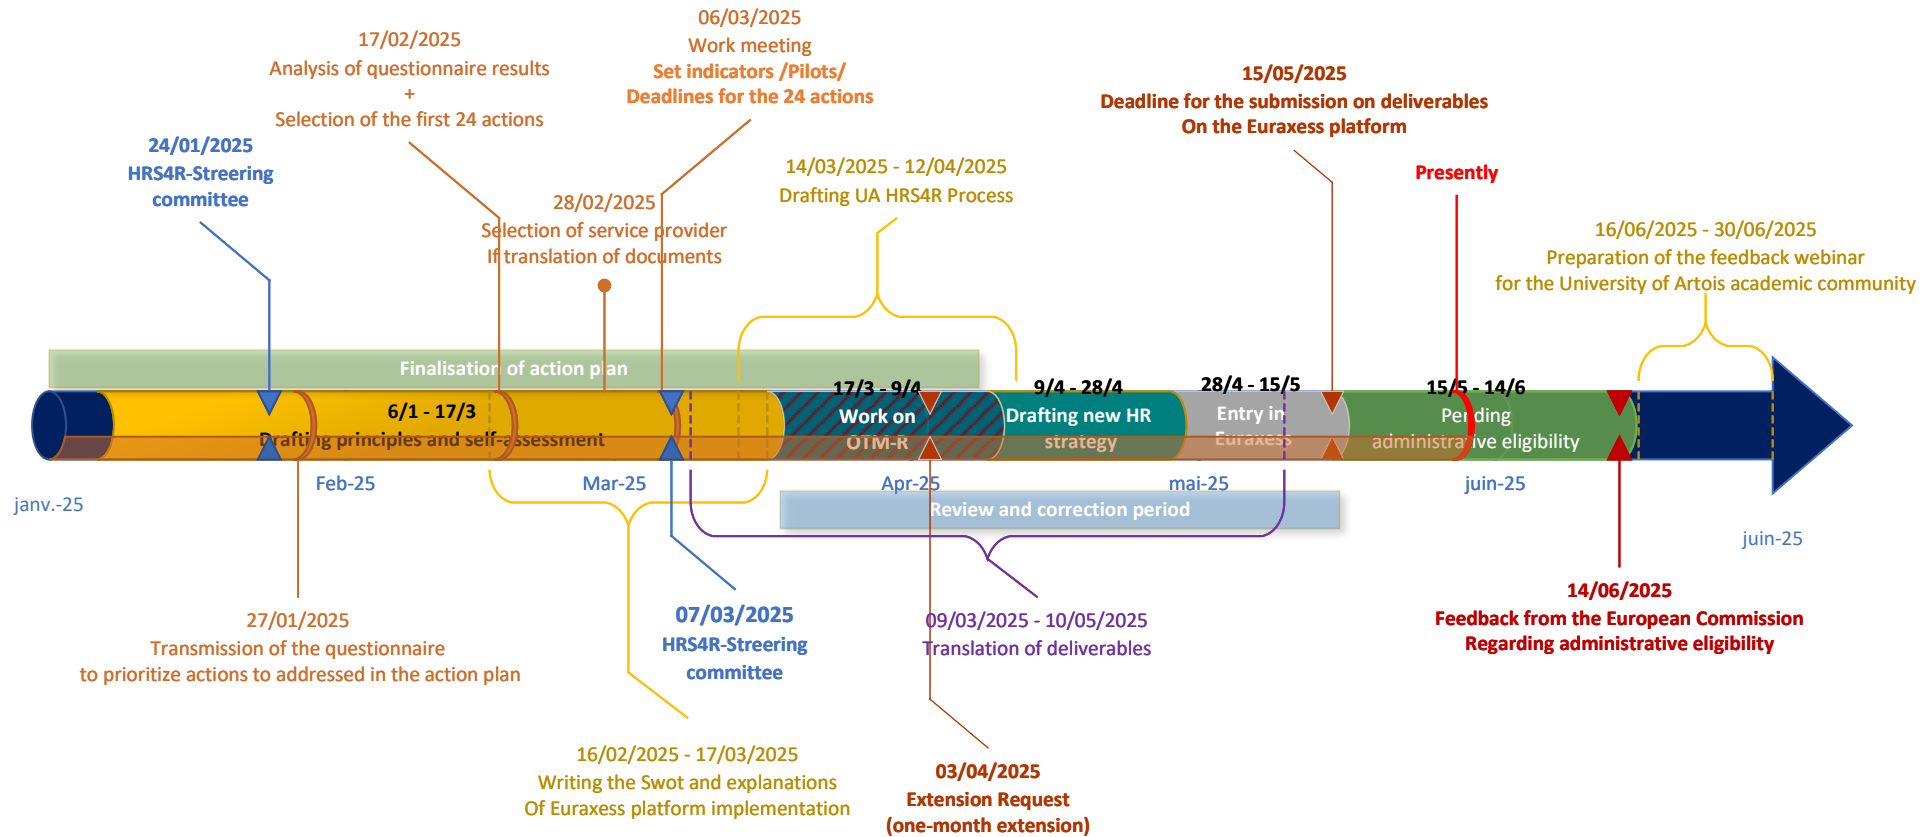 06/03/2025
Work meeting
Set indicators /Pilots/
Deadlines for the 24 actions
17/02/2025
Analysis of questionnaire results
+
Selection of the first 24 actions
15/05/2025
Deadline for the submission on deliverables
On the Euraxess platform
24/01/2025
HRS4R-Streering
committee
14/03/2025 - 12/04/2025
Drafting UA HRS4R Process
Presently
28/02/2025
Selection of service provider
If translation of documents
16/06/2025 - 30/06/2025
Preparation of the feedback webinar
for the University of Artois academic community
Finalisation of action plan
6/1 - 17/3
Drafting principles and self-assessment
17/3 - 9/4
Work on
OTM-R
9/4 - 28/4
Drafting new HR
strategy
28/4 - 15/5
Entry in
Euraxess
15/5 - 14/6
Pending
administrative eligibility
janv.-25
Feb-25
Mar-25
Apr-25
mai-25
juin-25
juin-25
Review and correction period
27/01/2025
Transmission of the questionnaire
to prioritize actions to addressed in the action plan
07/03/2025
HRS4R-Streering
committee
09/03/2025 - 10/05/2025
Translation of deliverables
14/06/2025
Feedback from the European Commission
Regarding administrative eligibility
16/02/2025 - 17/03/2025
Writing the Swot and explanations
Of Euraxess platform implementation
03/04/2025
Extension Request
(one-month extension)